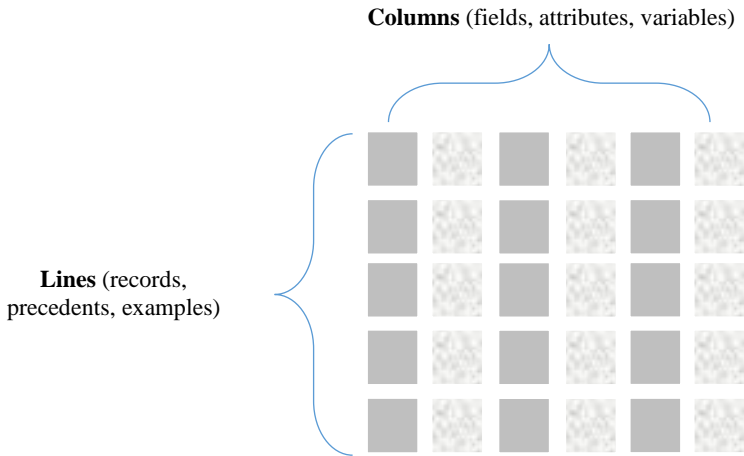 Columns (fields, attributes, variables)
Lines (records,
precedents, examples)